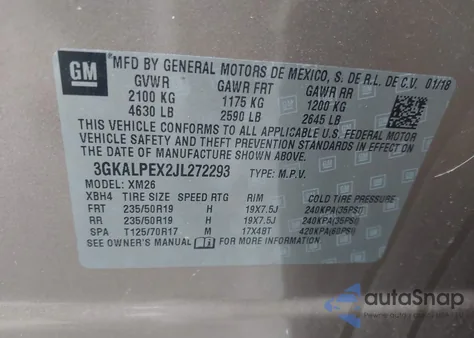 GM
MFD BY GENERAL MOTORS DE MEXICO, S. DE R.L. DE C.V. 01/18
GVWR GAWR FRT GAWR RR
2100 KG 1175 KG 1200 KG
4630 LB 2590 LB 2645 LB
THIS VEHICLE CONFORMS TO ALL APPLICABLE U.S. FEDERAL MOTOR
VEHICLE SAFETY AND THEFT PREVENTION STANDARDS IN EFFECT
ON THE DATE OF MANUFACTURE SHOWN ABOVE.
3GKALPEX2JL272293 TYPE: M.P.V.
MODEL: XM26
XBH4 TIRE SIZE SPEED RTG RIM COLD TIRE PRESSURE
FRT 235/50R19 H 19X7.5J 240KPA(35PSI)
RR 235/50R19 H 19X7.5J 240KPA(35PSI)
SPA T125/70R17 M 17X4BT 420KPA(60PSI)
SEE OWNER'S MANUAL FOR MORE INFORMATION
autoSnap